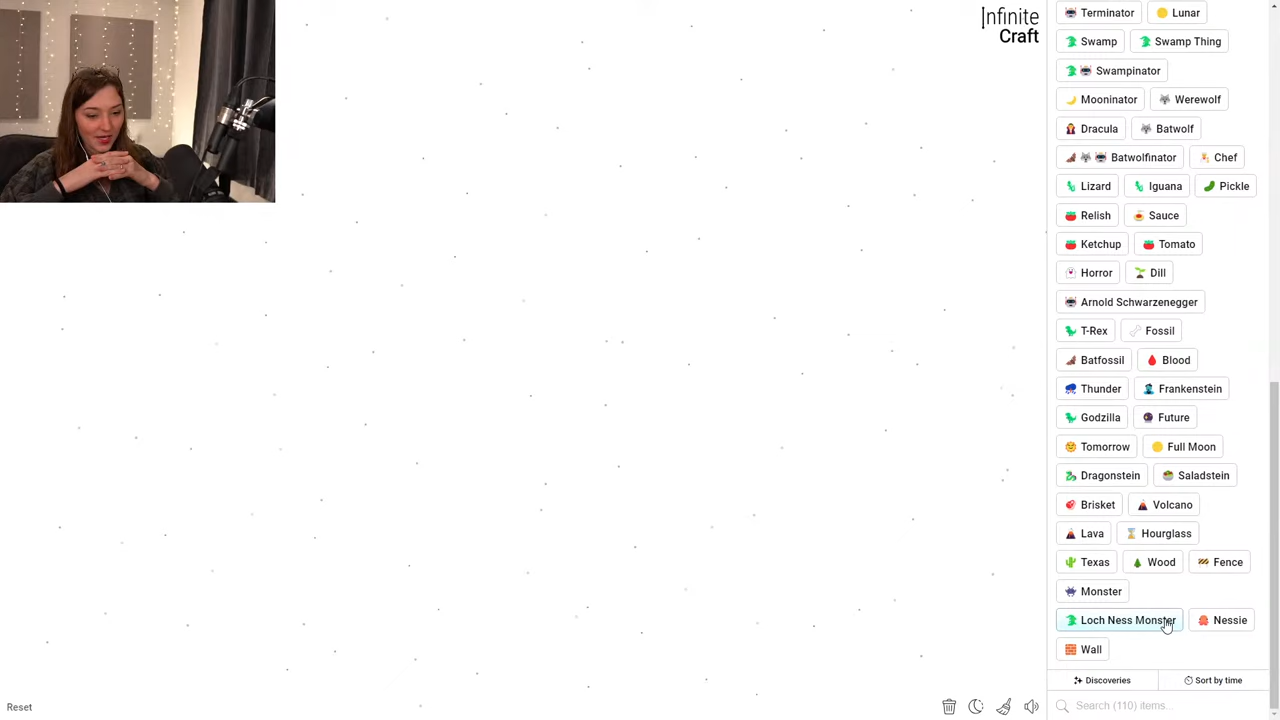 Infinite
Craft
Terminator Lunar
Swamp Swamp Thing
Swampinator
Mooninator Werewolf
Dracula Batwolf
Batwolfinator Chef
Lizard Iguana Pickle
Relish Sauce
Ketchup Tomato
Horror Dill
Arnold Schwarzenegger
T-Rex Fossil
Batfossil Blood
Thunder Frankenstein
Godzilla Future
Tomorrow Full Moon
Dragonstein Saladstein
Brisket Volcano
Lava Hourglass
Texas Wood Fence
Monster
Loch Ness Monster Nessie
Wall
Discoveries Sort by time
Search (110) items...
Reset